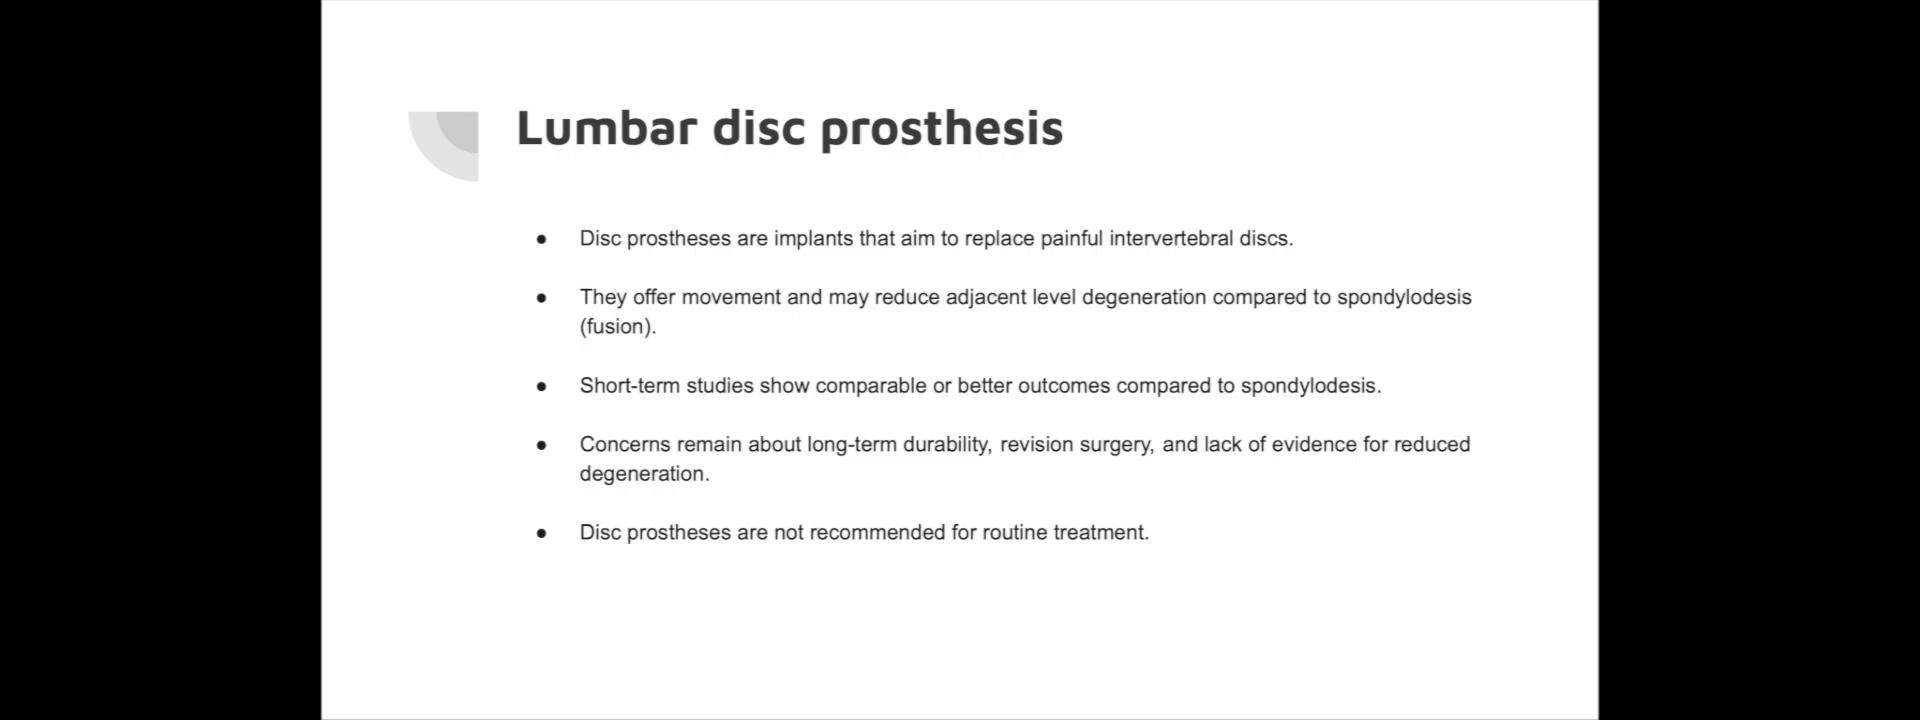 Lumbar disc prosthesis
● Disc prostheses are implants that aim to replace painful intervertebral discs.
● They offer movement and may reduce adjacent level degeneration compared to spondylodesis
(fusion).
● Short-term studies show comparable or better outcomes compared to spondylodesis.
● Concerns remain about long-term durability, revision surgery, and lack of evidence for reduced
degeneration.
● Disc prostheses are not recommended for routine treatment.